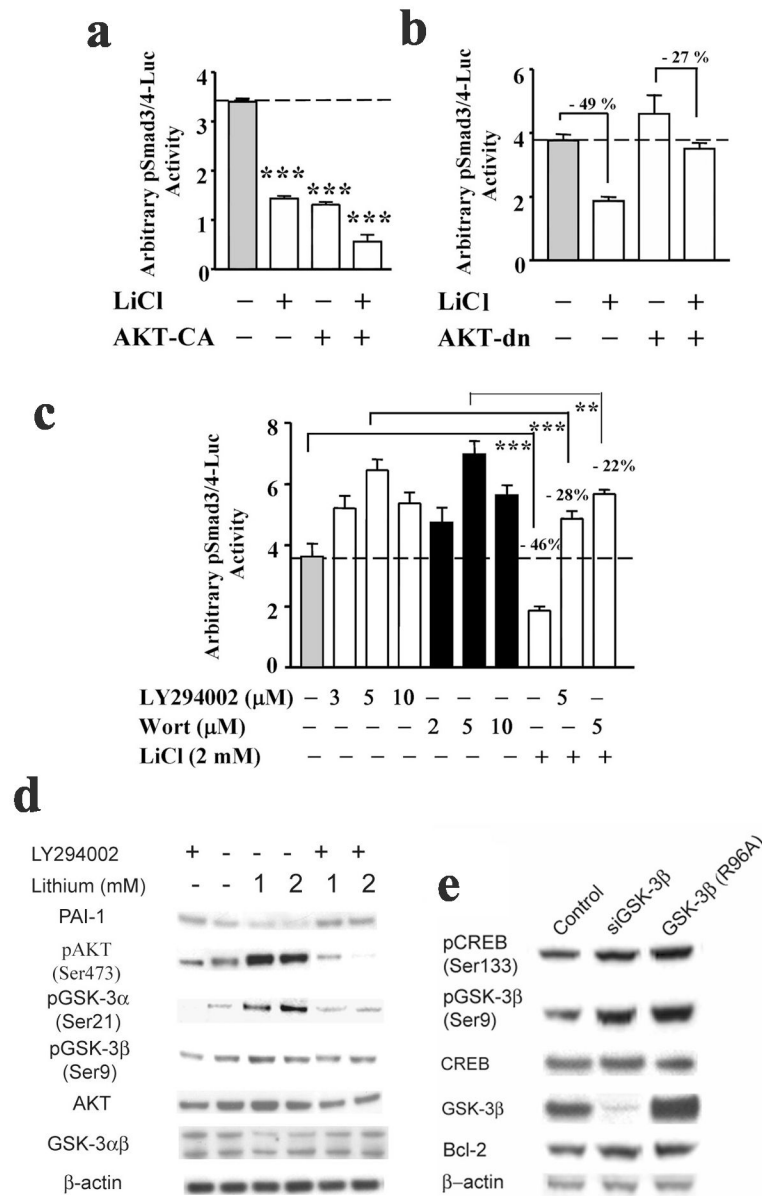 a
Arbitrary pSmad3/4-Luc
Activity
4
3
2
1
0
***
***
***
LiCl − + − +
AKT-CA − − + +
b
Arbitrary pSmad3/4-Luc
Activity
6
4
2
0
- 49 %
- 27 %
LiCl − + − +
AKT-dn − − + +
c
Arbitrary pSmad3/4-Luc
Activity
8
6
4
2
0
**
***
***
- 22%
- 28%
- 46%
LY294002 (μM) − 3 5 10 − − − − 5 −
Wort (μM) − − − − 2 5 10 − − 5
LiCl (2 mM) − − − − − − − + + +
d
LY294002 + - - - + +
Lithium (mM) - - 1 2 1 2
PAI-1
pAKT
(Ser473)
pGSK-3α
(Ser21)
pGSK-3β
(Ser9)
AKT
GSK-3αβ
β-actin
e
Control siGSK-3β GSK-3β (R96A)
pCREB
(Ser133)
pGSK-3β
(Ser9)
CREB
GSK-3β
Bcl-2
β–actin